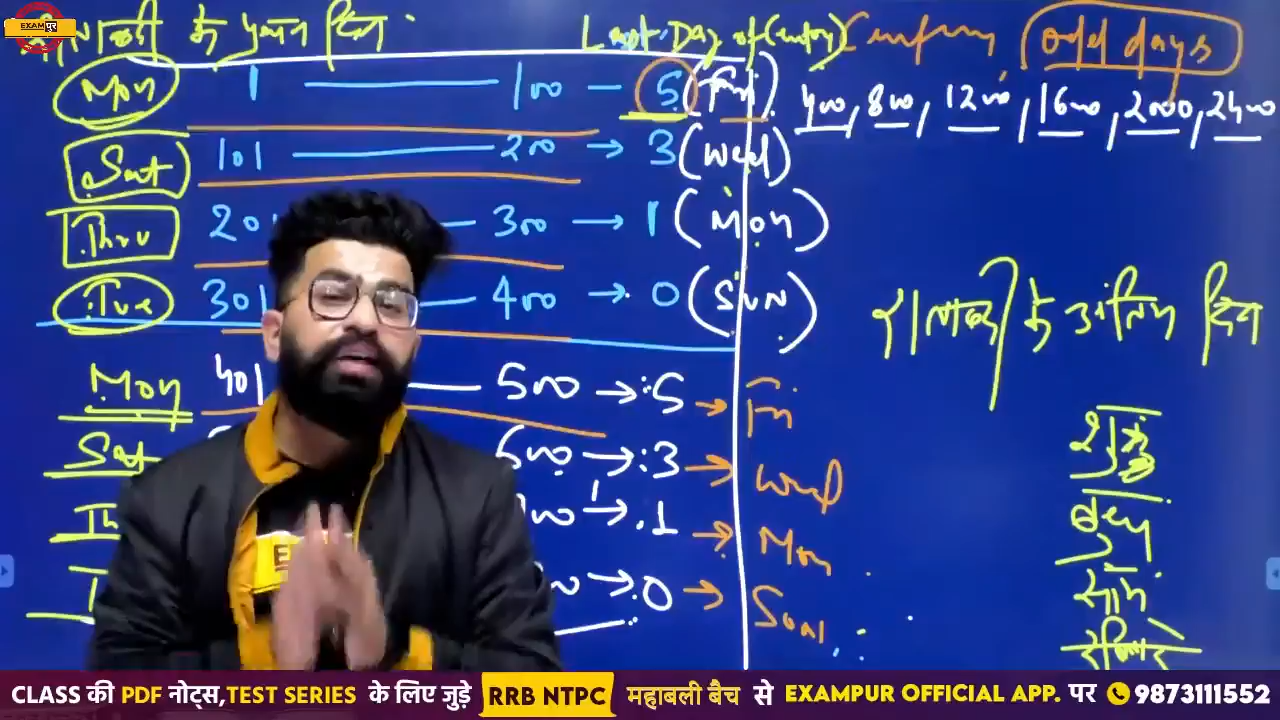 EXAMपुर
शताब्दी के प्रथम दिन
Last Day of (century) Century odd days
Mon 1 — 100 — 5 (Fri)
400, 800, 1200, 1600, 2000, 2400
Sat 101 — 200 → 3 (Wed)
Thru 201 — 300 → 1 (Mon)
Tue 301 — 400 → 0 (SUN)
शताब्दी के अंतिम दिन
Mon 401 — 500 → 5 → Fri
शुक्र
Sat 600 → 3 → Wed
बुध
Th → 1 → Mon
सोम
T → 0 → Sun
रविवार
CLASS की PDF नोट्स, TEST SERIES के लिए जुड़े RRB NTPC महाबली बैच से EXAMPUR OFFICIAL APP. पर 9873111552